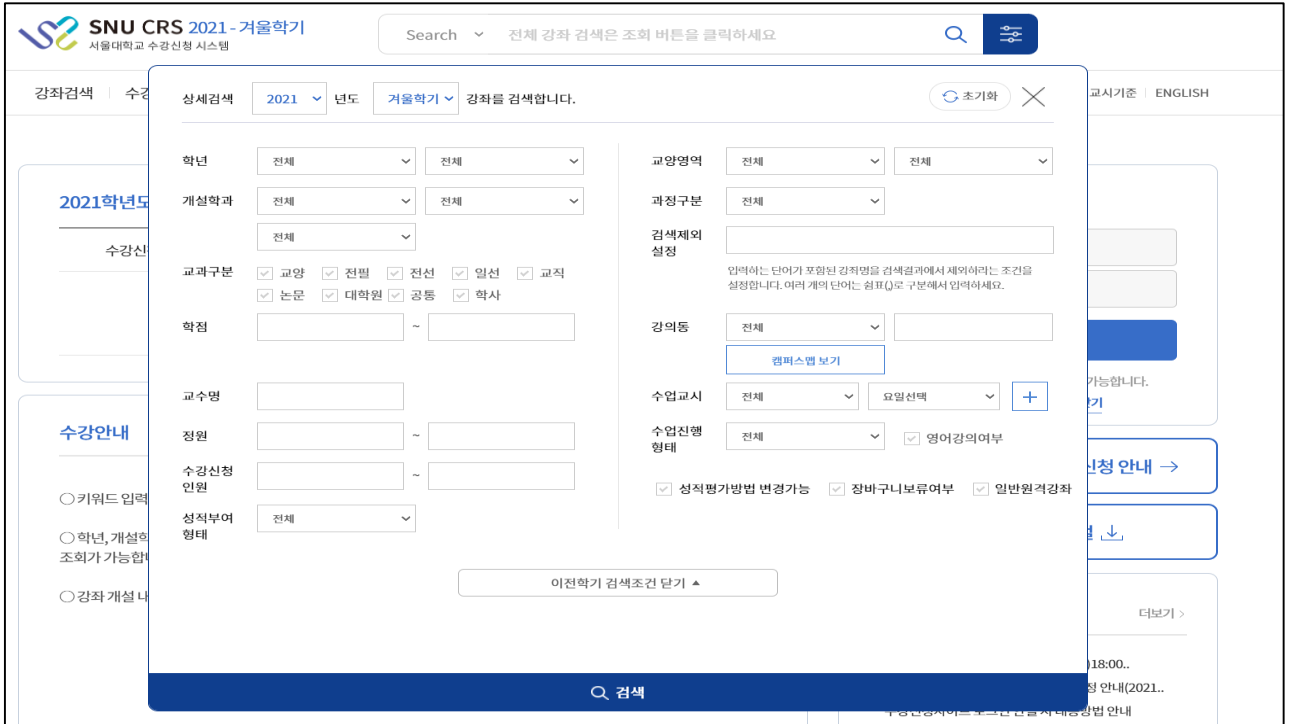 SNU CRS 2021 - 겨울학기
서울대학교 수강신청 시스템
Search 전체 강좌 검색은 조회 버튼을 클릭하세요
강좌검색 수강
교시기준 ENGLISH
상세검색 2021 년도 겨울학기 강좌를 검색합니다. 초기화
학년 전체 전체
개설학과 전체 전체
전체
교과구분 교양 전필 전선 일선 교직
논문 대학원 공통 학사
학점 ~
교수명
정원 ~
수강신청
인원 ~
성적부여
형태 전체
교양영역 전체 전체
과정구분 전체
검색제외
설정
입력하는 단어가 포함된 강좌명을 검색결과에서 제외하려는 조건을
설정합니다. 여러 개의 단어는 쉼표(,)로 구분해서 입력하세요.
강의동 전체
캠퍼스맵 보기
수업교시 전체 요일선택 +
수업진행
형태 전체 영어강의여부
성적평가방법 변경가능 장바구니보류여부 일반원격강좌
이전학기 검색조건 닫기 ▲
검색
2021학년도
수강신
수강안내
○ 키워드 입력
○ 학년, 개설학
조회가 가능합니
○ 강좌 개설 내
가능합니다.
신청 안내 →
더보기 >
)18:00..
정 안내(2021..